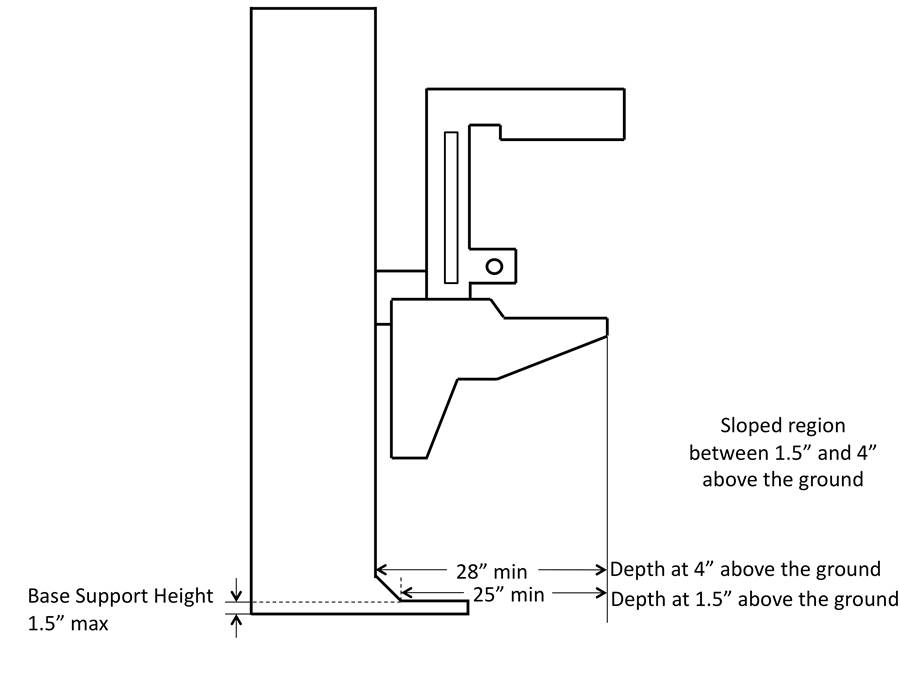 Sloped region
between 1.5” and 4”
above the ground
28” min
Depth at 4” above the ground
Base Support Height
1.5” max
25” min
Depth at 1.5” above the ground